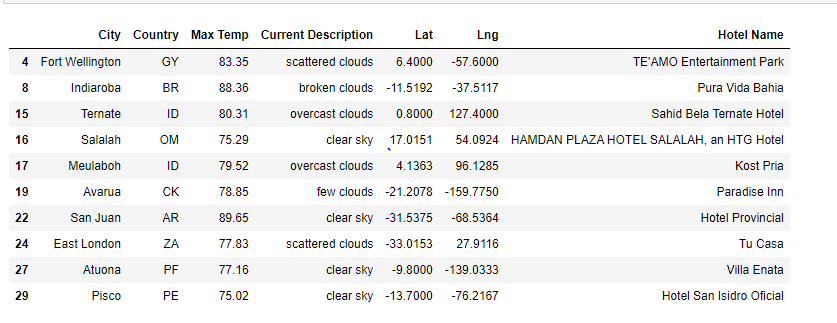 City Country Max Temp Current Description Lat Lng Hotel Name
4 Fort Wellington GY 83.35 scattered clouds 6.4000 -57.6000 TE'AMO Entertainment Park
8 Indiaroba BR 88.36 broken clouds -11.5192 -37.5117 Pura Vida Bahia
15 Ternate ID 80.31 overcast clouds 0.8000 127.4000 Sahid Bela Ternate Hotel
16 Salalah OM 75.29 clear sky 17.0151 54.0924 HAMDAN PLAZA HOTEL SALALAH, an HTG Hotel
17 Meulaboh ID 79.52 overcast clouds 4.1363 96.1285 Kost Pria
19 Avarua CK 78.85 few clouds -21.2078 -159.7750 Paradise Inn
22 San Juan AR 89.65 clear sky -31.5375 -68.5364 Hotel Provincial
24 East London ZA 77.83 scattered clouds -33.0153 27.9116 Tu Casa
27 Atuona PF 77.16 clear sky -9.8000 -139.0333 Villa Enata
29 Pisco PE 75.02 clear sky -13.7000 -76.2167 Hotel San Isidro Oficial